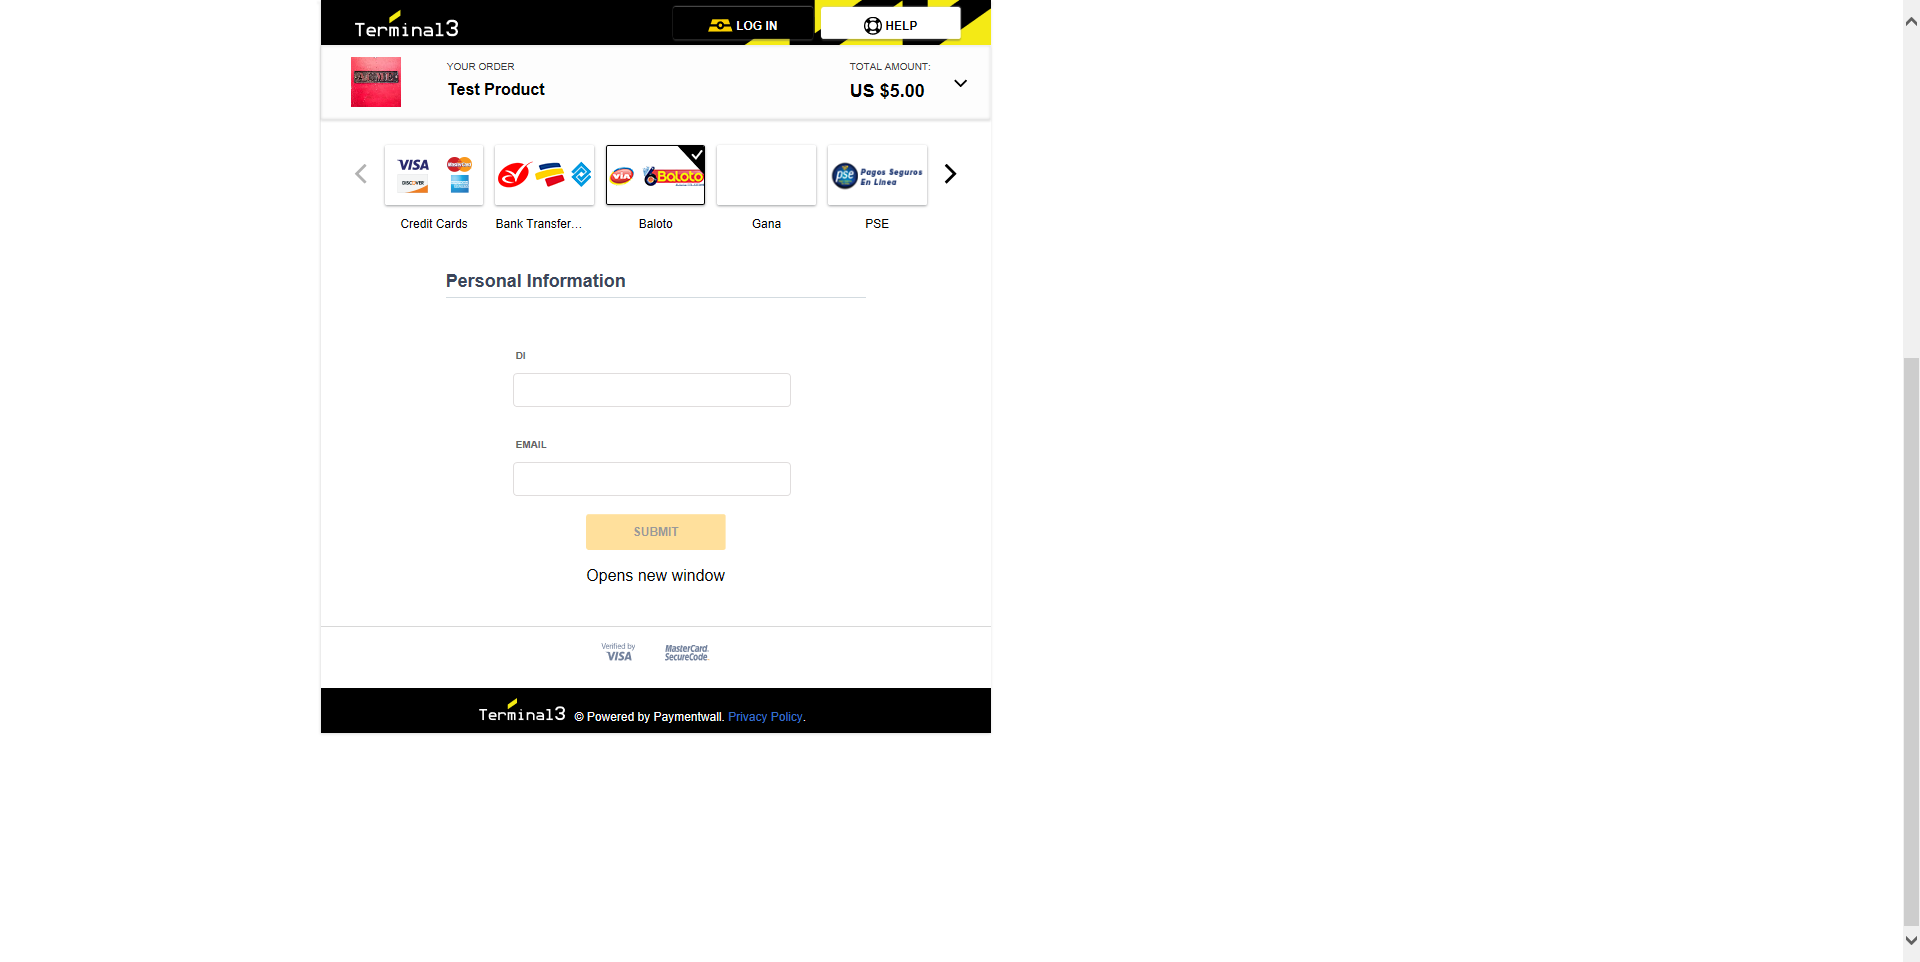 Terminal3
LOG IN
HELP
YOUR ORDER
Test Product
TOTAL AMOUNT:
US $5.00
VISA
MasterCard
DISCOVER
Credit Cards
Bank Transfer...
VIA
Baloto
Baloto
Gana
pse Pagos Seguros
En Linea
PSE
Personal Information
DI
EMAIL
SUBMIT
Opens new window
Verified by
VISA
MasterCard.
SecureCode.
Terminal3 © Powered by Paymentwall. Privacy Policy.